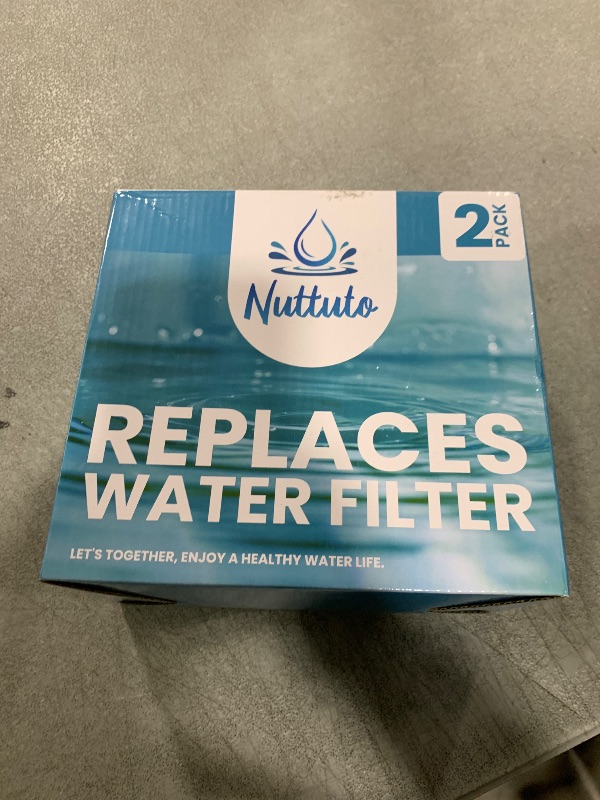 2
PACK
Nuttuto
REPLACES
WATER FILTER
LET'S TOGETHER, ENJOY A HEALTHY WATER LIFE.